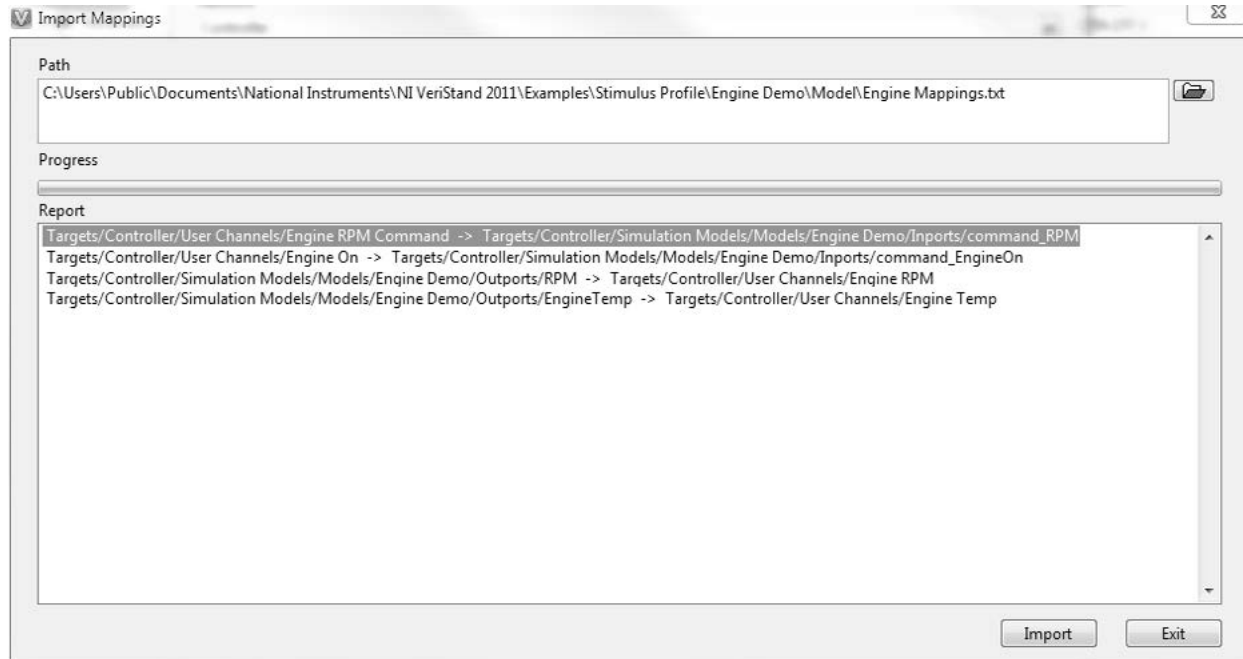 Import Mappings
Path
C:\Users\Public\Documents\National Instruments\NI VeriStand 2011\Examples\Stimulus Profile\Engine Demo\Model\Engine Mappings.txt
Progress
Report
Targets/Controller/User Channels/Engine RPM Command -> Targets/Controller/Simulation Models/Models/Engine Demo/Inports/command_RPM
Targets/Controller/User Channels/Engine On -> Targets/Controller/Simulation Models/Models/Engine Demo/Inports/command_EngineOn
Targets/Controller/Simulation Models/Models/Engine Demo/Outports/RPM -> Targets/Controller/User Channels/Engine RPM
Targets/Controller/Simulation Models/Models/Engine Demo/Outports/EngineTemp -> Targets/Controller/User Channels/Engine Temp
Import Exit